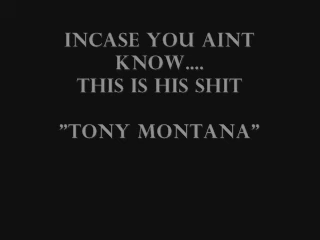 INCASE YOU AINT
KNOW....
THIS IS HIS SHIT
"TONY MONTANA"